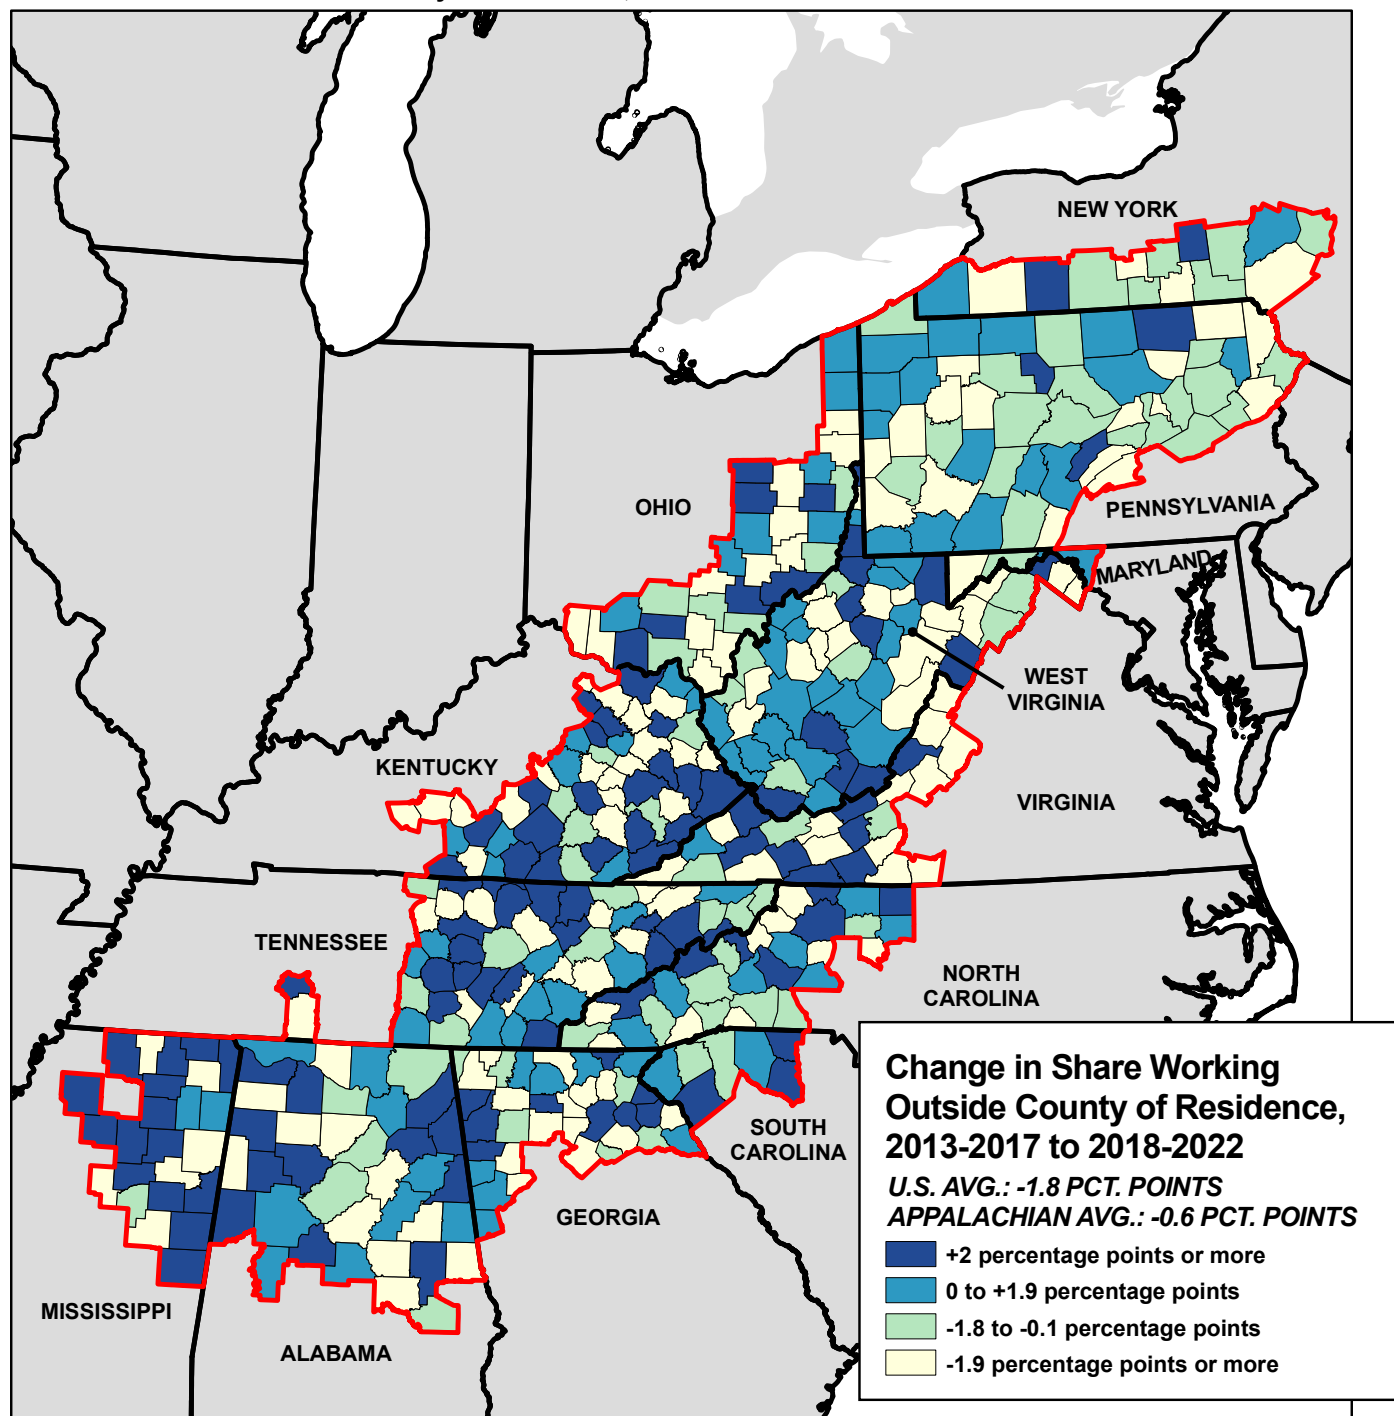 NEW YORK
OHIO
PENNSYLVANIA
MARYLAND
WEST
VIRGINIA
KENTUCKY
VIRGINIA
TENNESSEE
NORTH
CAROLINA
SOUTH
CAROLINA
GEORGIA
MISSISSIPPI
ALABAMA
Change in Share Working
Outside County of Residence,
2013-2017 to 2018-2022
U.S. AVG.: -1.8 PCT. POINTS
APPALACHIAN AVG.: -0.6 PCT. POINTS
+2 percentage points or more
0 to +1.9 percentage points
-1.8 to -0.1 percentage points
-1.9 percentage points or more